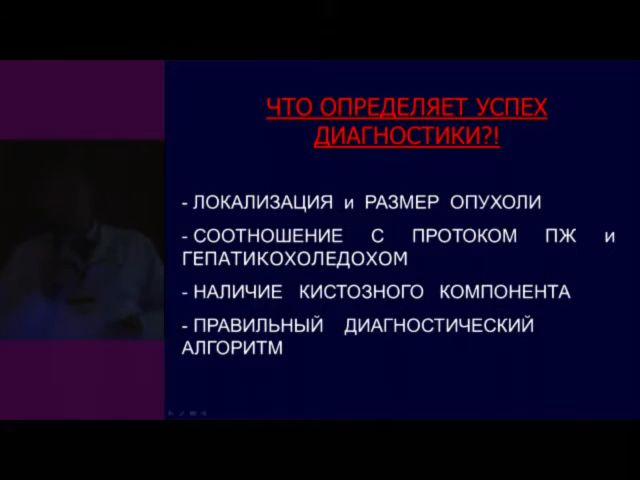 ЧТО ОПРЕДЕЛЯЕТ УСПЕХ
ДИАГНОСТИКИ?!
- ЛОКАЛИЗАЦИЯ и РАЗМЕР ОПУХОЛИ
- СООТНОШЕНИЕ С ПРОТОКОМ ПЖ и
ГЕПАТИКОХОЛЕДОХОМ
- НАЛИЧИЕ КИСТОЗНОГО КОМПОНЕНТА
- ПРАВИЛЬНЫЙ ДИАГНОСТИЧЕСКИЙ
АЛГОРИТМ